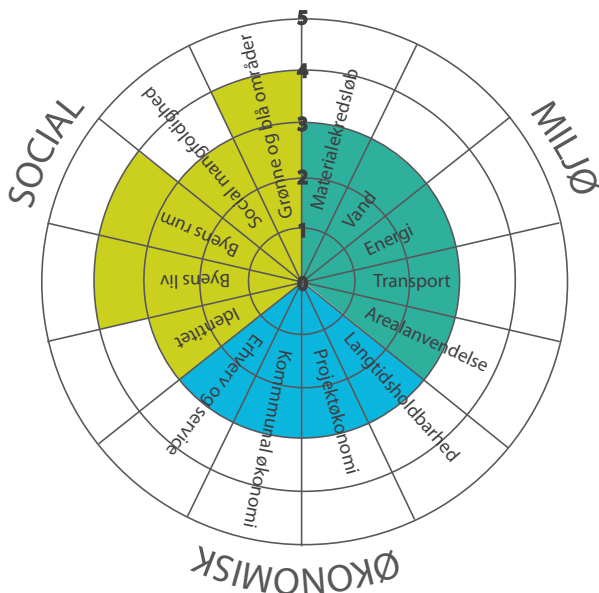 5
4
3
2
1
0
SOCIAL
MILJØ
ØKONOMISK
Materialekredsløb
Vand
Energi
Transport
Arealanvendelse
Langtidsholdbarhed
Projektøkonomi
Kommmunal økonomi
Erhverv og service
Identitet
Byens liv
Byens rum
Social mangfoldighed
Grønne og blå områder